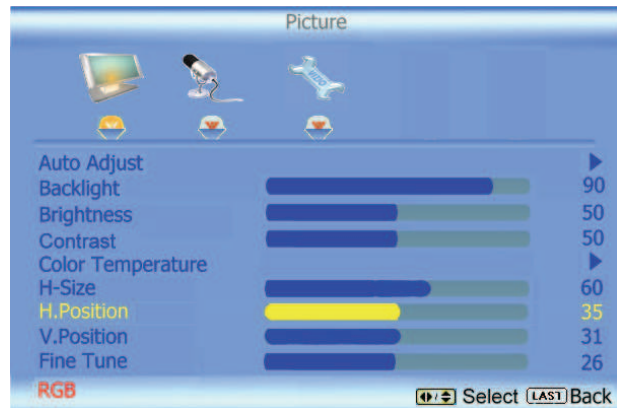 Picture
Auto Adjust
Backlight 90
Brightness 50
Contrast 50
Color Temperature
H-Size 60
H.Position 35
V.Position 31
Fine Tune 26
RGB Select LAST Back